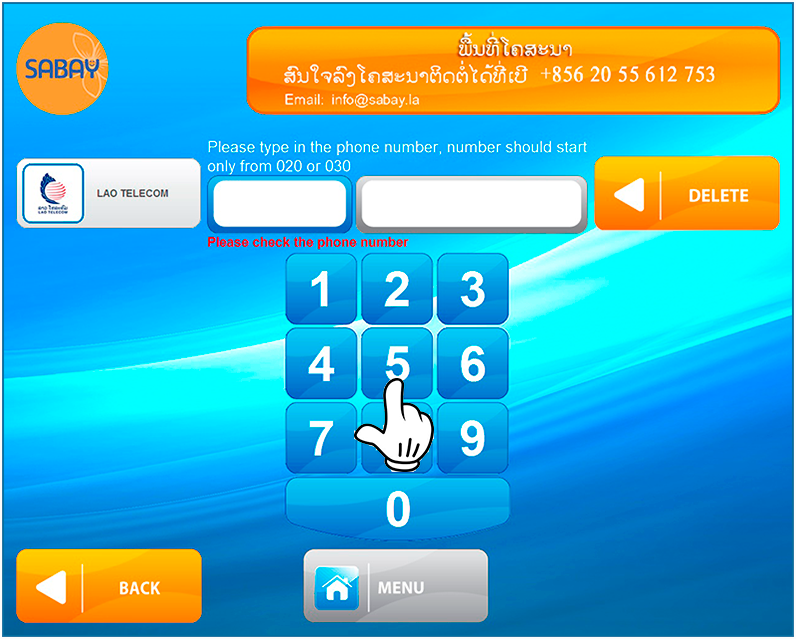 SABAY
ພື້ນທີ່ໂຄສະນາ
ສົນໃຈລົງໂຄສະນາຕິດຕໍ່ໄດ້ທີ່ເບີ +856 20 55 612 753
Email: info@sabay.la
Please type in the phone number, number should start
only from 020 or 030
LAO TELECOM
ລາວ ໂທລະຄົມ
LAO TELECOM
DELETE
Please check the phone number
1 2 3
4 5 6
7 9
0
BACK
MENU